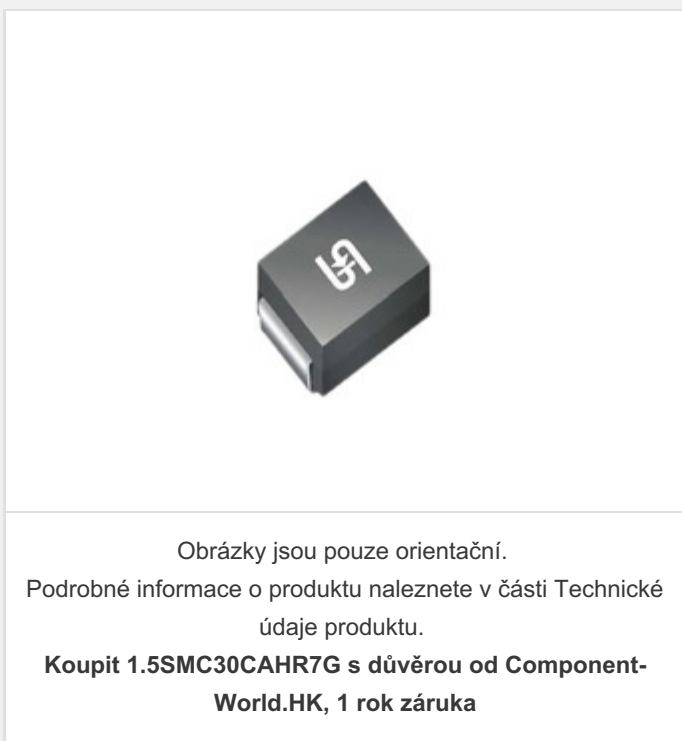 Obrázky jsou pouze orientační.
Podrobné informace o produktu naleznete v části Technické
údaje produktu.
Koupit 1.5SMC30CAHR7G s důvěrou od Component-
World.HK, 1 rok záruka